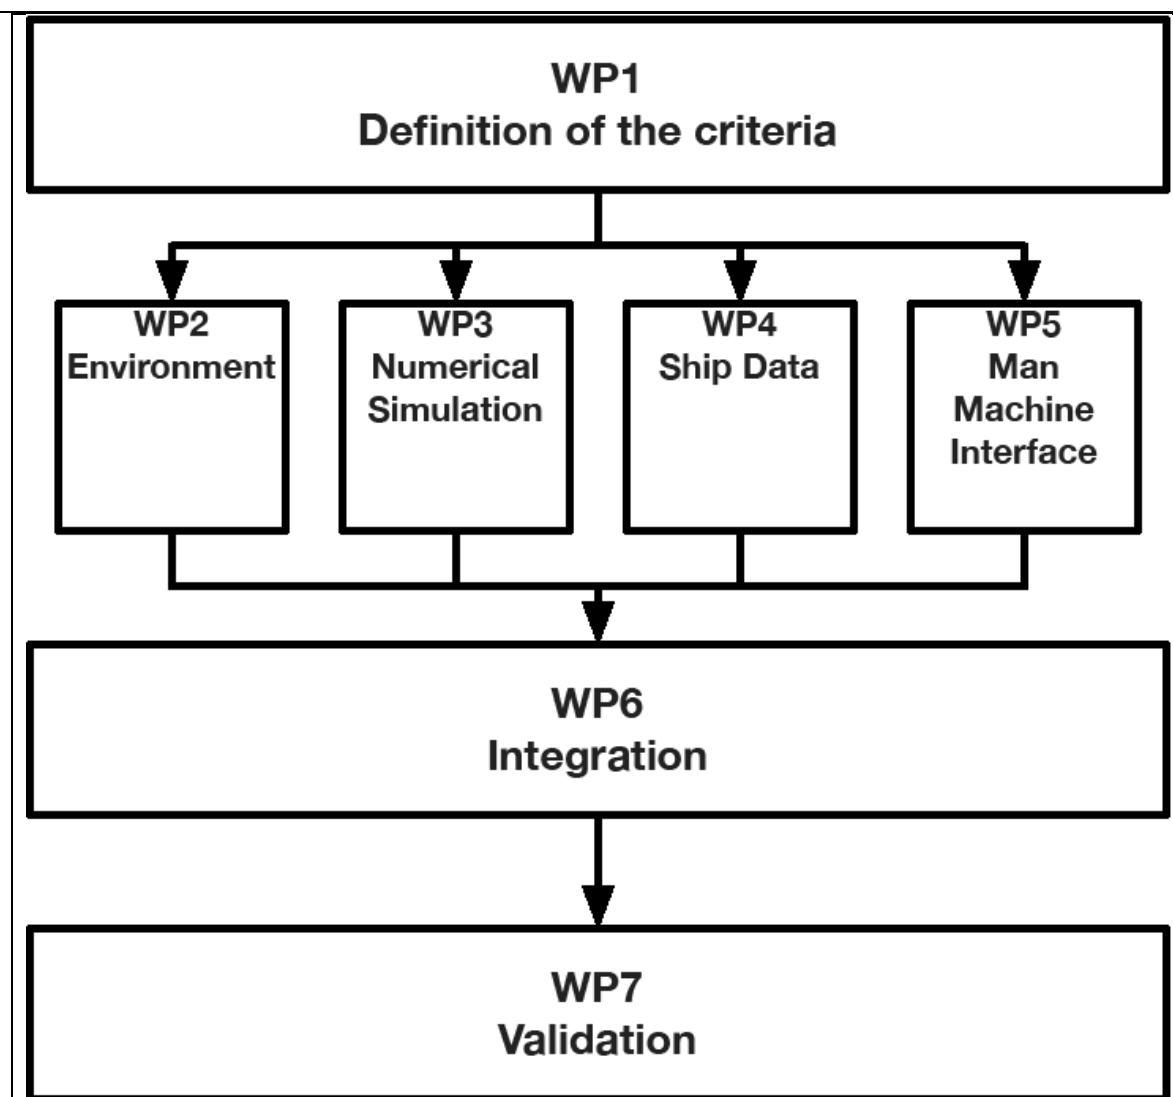 WP1
Definition of the criteria
WP2
Environment
WP3
Numerical
Simulation
WP4
Ship Data
WP5
Man
Machine
Interface
WP6
Integration
WP7
Validation